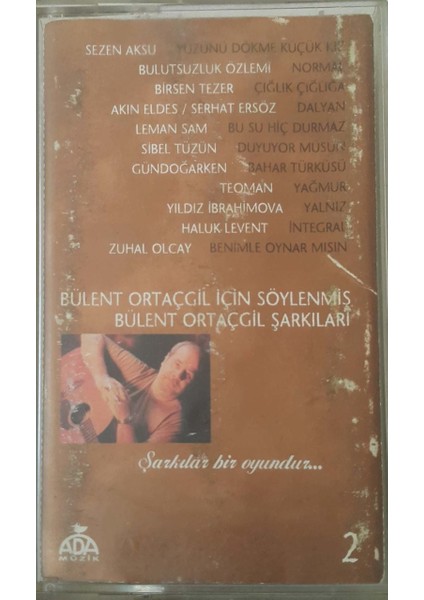 SEZEN AKSU YÜZÜNÜ DÖKME KÜÇÜK KIZ
BULUTSUZLUK ÖZLEMİ NORMAL
BİRSEN TEZER ÇIĞLIK ÇIĞLIĞA
AKIN ELDES / SERHAT ERSÖZ DALYAN
LEMAN SAM BU SU HİÇ DURMAZ
SİBEL TÜZÜN DUYUYOR MUSUN
GÜNDOĞARKEN BAHAR TÜRKÜSÜ
TEOMAN YAĞMUR
YILDIZ İBRAHİMOVA YALNIZ
HALUK LEVENT İNTEGRAL
ZUHAL OLCAY BENİMLE OYNAR MISIN
BÜLENT ORTAÇGİL İÇİN SÖYLENMİŞ
BÜLENT ORTAÇGİL ŞARKILARI
Şarkılar bir oyundur...
ADA
MÜZİK
2